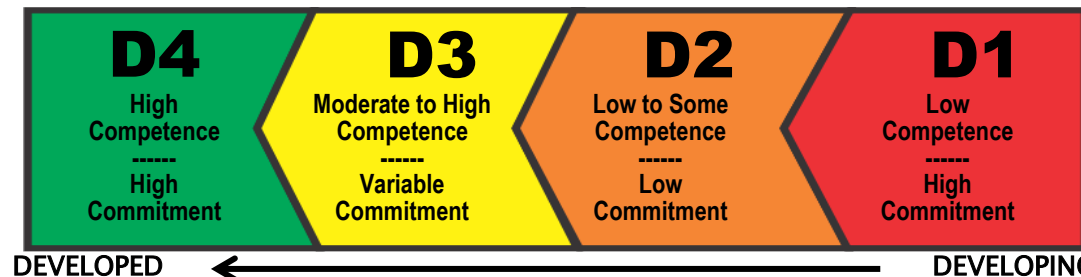 D4
High
Competence
------
High
Commitment
D3
Moderate to High
Competence
------
Variable
Commitment
D2
Low to Some
Competence
------
Low
Commitment
D1
Low
Competence
------
High
Commitment
DEVELOPED
DEVELOPING